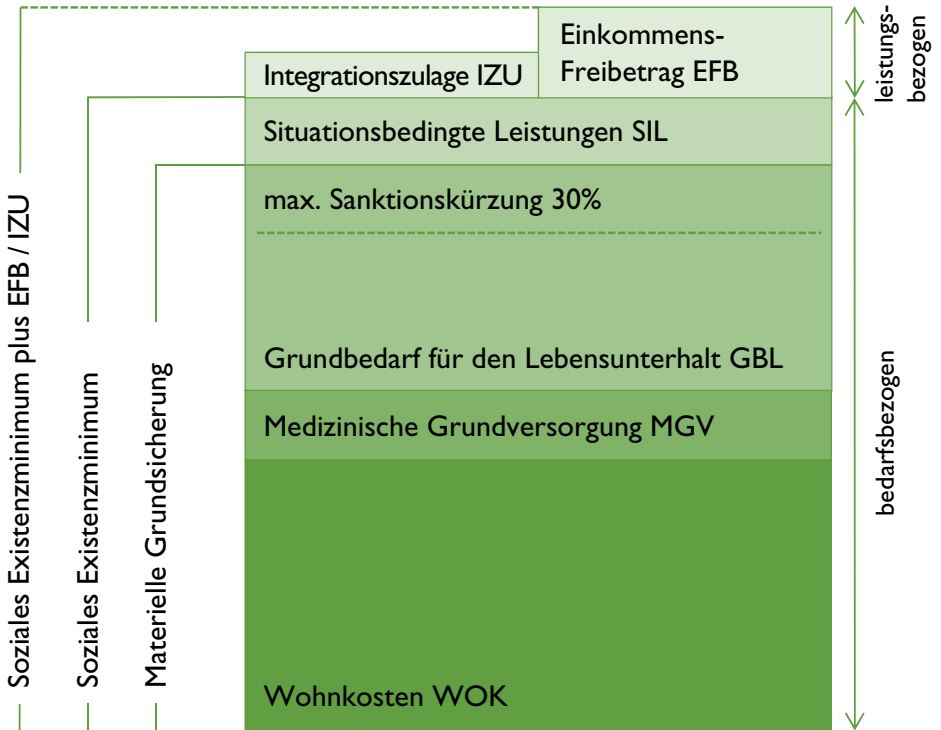 Einkommens-
Freibetrag EFB
Integrationszulage IZU
Situationsbedingte Leistungen SIL
max. Sanktionskürzung 30%
Grundbedarf für den Lebensunterhalt GBL
Medizinische Grundversorgung MGV
Wohnkosten WOK
Soziales Existenzminimum plus EFB / IZU
Soziales Existenzminimum
Materielle Grundsicherung
leistungs-
bezogen
bedarfsbezogen